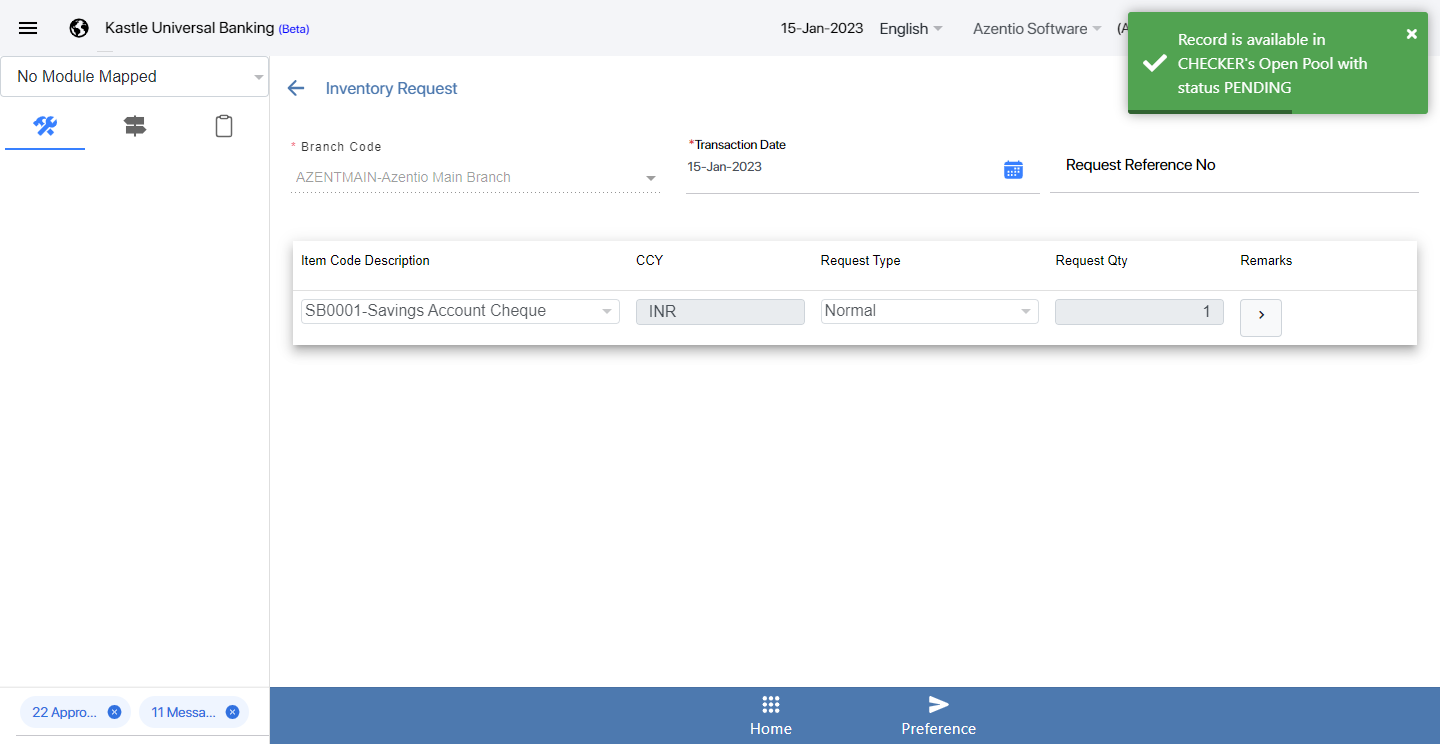 Kastle Universal Banking (Beta)
15-Jan-2023
English
Azentio Software
(A
Record is available in
CHECKER's Open Pool with
status PENDING
No Module Mapped
Inventory Request
* Branch Code
AZENTMAIN-Azentio Main Branch
*Transaction Date
15-Jan-2023
Request Reference No
Item Code Description CCY Request Type Request Qty Remarks
SB0001-Savings Account Cheque INR Normal 1
22 Appro...
11 Messa...
Home
Preference